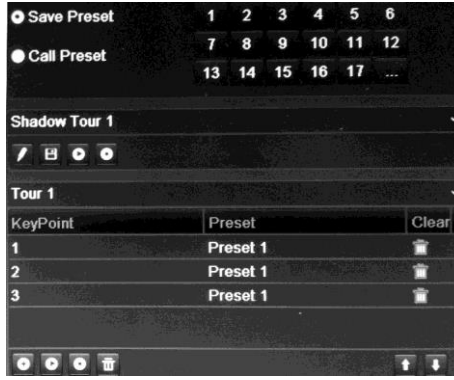 Save Preset 1 2 3 4 5 6
Call Preset 7 8 9 10 11 12
13 14 15 16 17 ...
Shadow Tour 1
Tour 1
KeyPoint Preset Clear
1 Preset 1
2 Preset 1
3 Preset 1